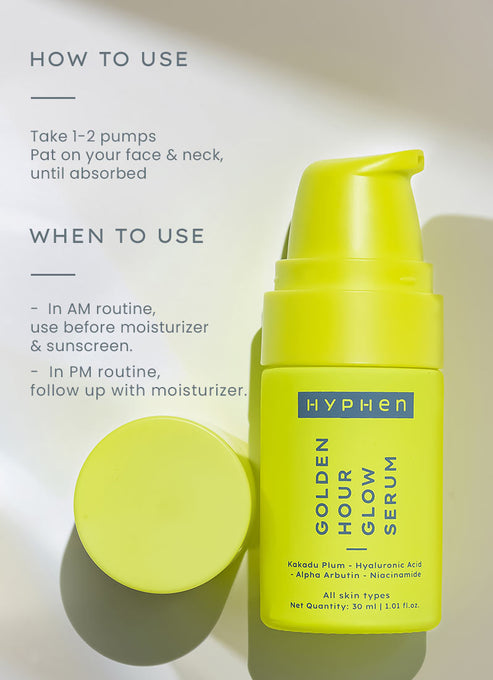 HOW TO USE
Take 1-2 pumps
Pat on your face & neck,
until absorbed
WHEN TO USE
- In AM routine,
use before moisturizer
& sunscreen.
- In PM routine,
follow up with moisturizer.
HYPHEN
GOLDEN
HOUR
GLOW
SERUM
Kakadu Plum - Hyaluronic Acid
- Alpha Arbutin - Niacinamide
All skin types
Net Quantity: 30 ml | 1.01 fl.oz.